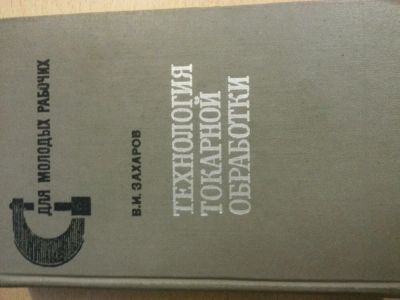 ДЛЯ МОЛОДЫХ РАБОЧИХ
В.И. ЗАХАРОВ
ТЕХНОЛОГИЯ
ТОКАРНОЙ
ОБРАБОТКИ